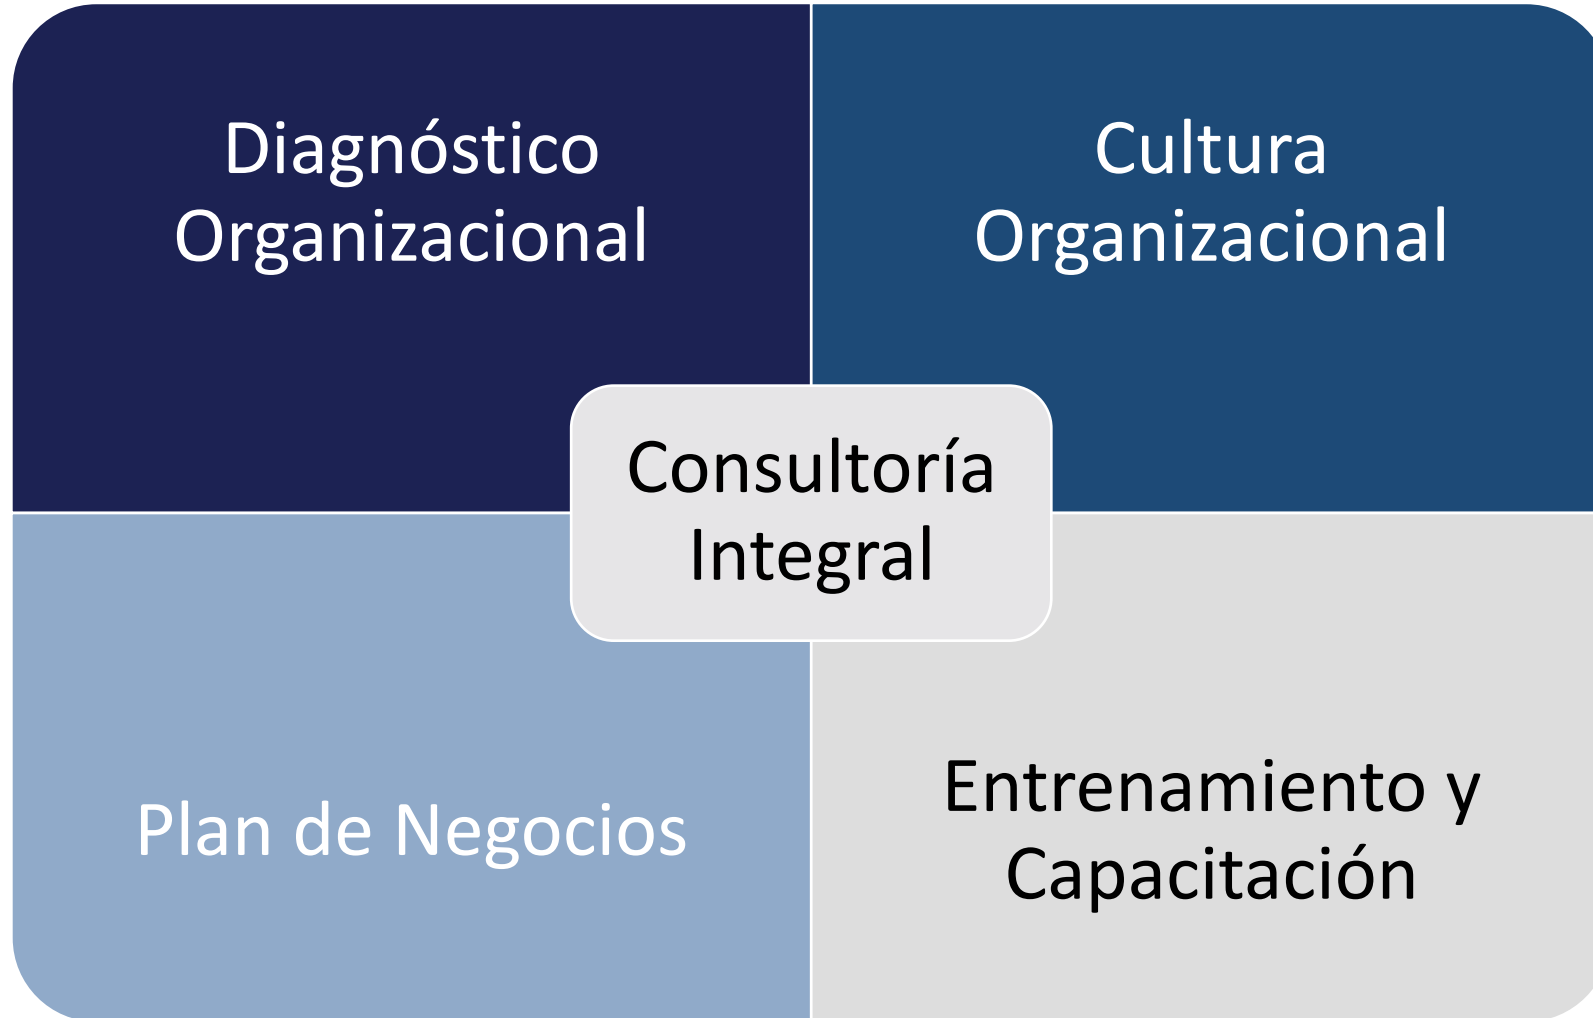 Diagnóstico
Organizacional
Cultura
Organizacional
Consultoría
Integral
Plan de Negocios
Entrenamiento y
Capacitación